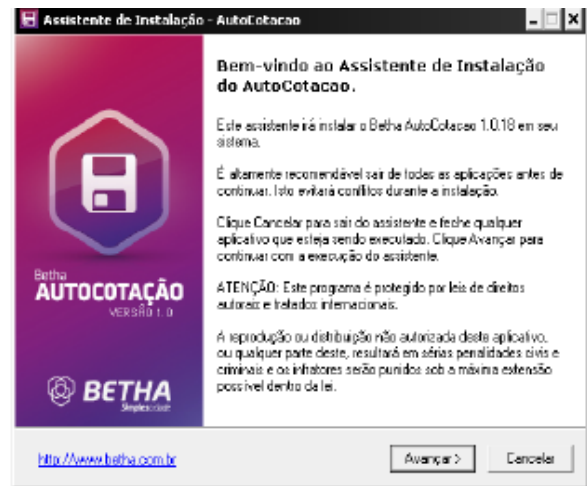 Assistente de Instalação - AutoCotacao
Bem-vindo ao Assistente de Instalação
do AutoCotacao.
Este assistente irá instalar o Betha AutoCotacao 1.0.18 em seu
sistema.
É altamente recomendável sair de todas as aplicações antes de
continuar. Isto evitará conflitos durante a instalação.
Clique Cancelar para sair do assistente e feche qualquer
aplicativo que esteja sendo executado. Clique Avançar para
continuar com a execução do assistente.
ATENÇÃO: Este programa é protegido por leis de direitos
autorais e tratados internacionais.
A reprodução ou distribuição não autorizada deste aplicativo,
ou qualquer parte deste, resultará em sérias penalidades civis e
criminais e os infratores serão punidos sob a máxima extensão
possível dentro da lei.
Betha
AUTOCOTAÇÃO
VERSÃO 1.0
BETHA
http://www.betha.com.br
Avançar >
Cancelar